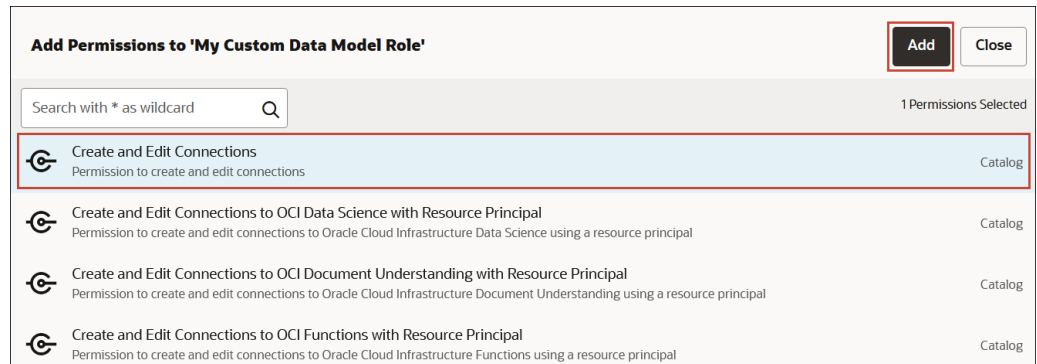 Add Permissions to 'My Custom Data Model Role'
Add
Close
Search with * as wildcard
1 Permissions Selected
Create and Edit Connections
Permission to create and edit connections
Catalog
Create and Edit Connections to OCI Data Science with Resource Principal
Permission to create and edit connections to Oracle Cloud Infrastructure Data Science using a resource principal
Catalog
Create and Edit Connections to OCI Document Understanding with Resource Principal
Permission to create and edit connections to Oracle Cloud Infrastructure Document Understanding using a resource principal
Catalog
Create and Edit Connections to OCI Functions with Resource Principal
Permission to create and edit connections to Oracle Cloud Infrastructure Functions using a resource principal
Catalog